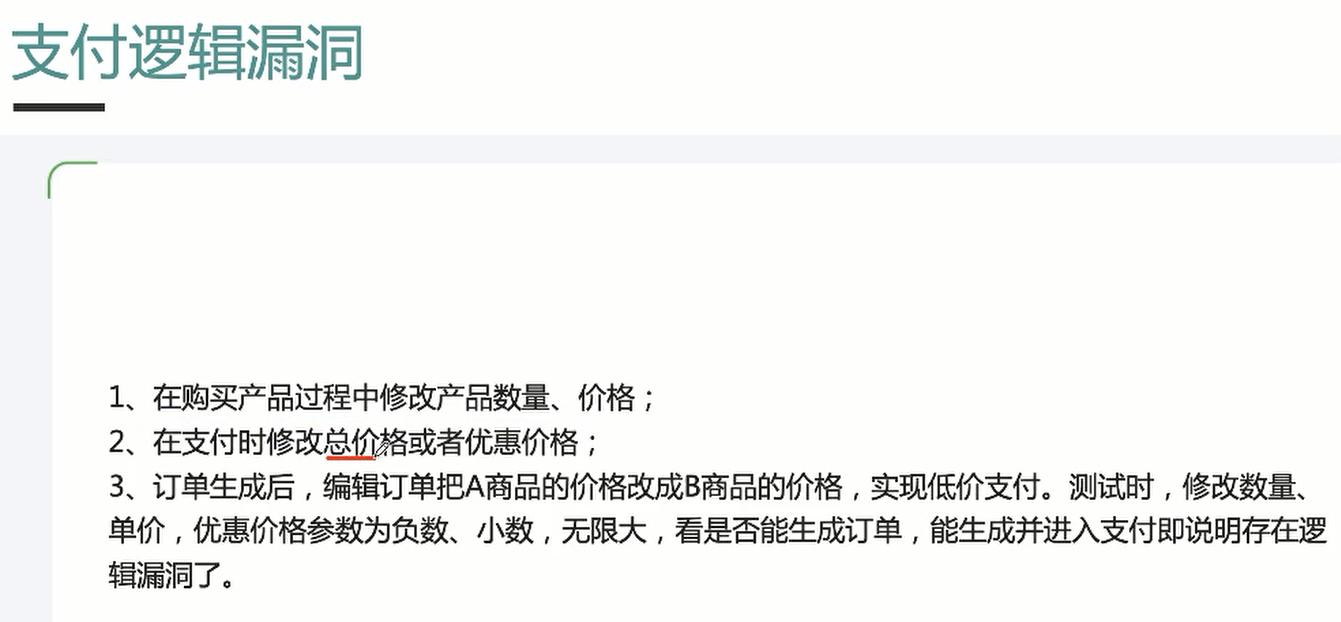 支付逻辑漏洞
1、在购买产品过程中修改产品数量、价格；
2、在支付时修改总价格或者优惠价格；
3、订单生成后，编辑订单把A商品的价格改成B商品的价格，实现低价支付。测试时，修改数量、
单价，优惠价格参数为负数、小数，无限大，看是否能生成订单，能生成并进入支付即说明存在逻
辑漏洞了。